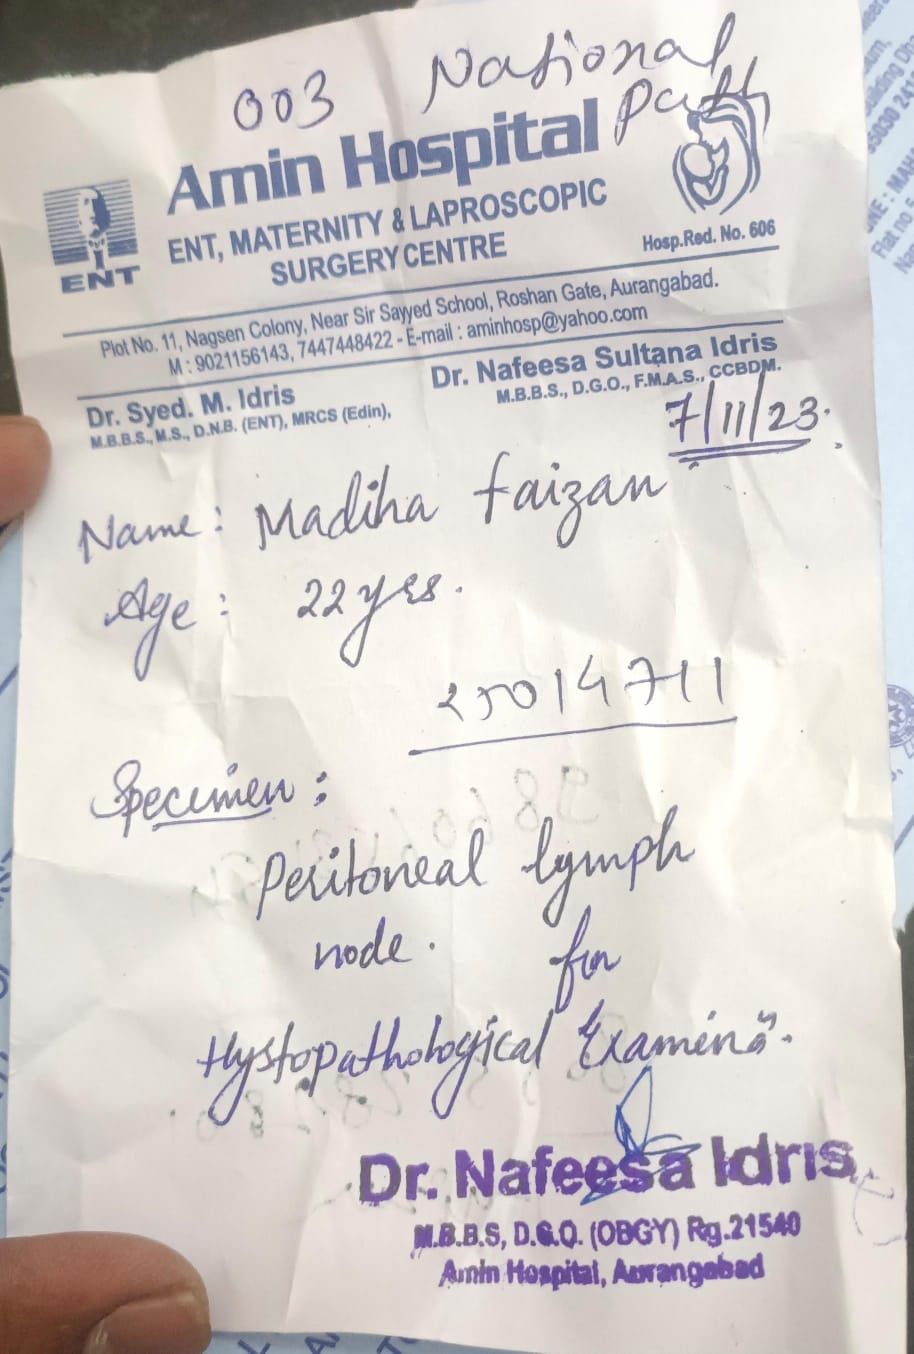 003 National
Path
Amin Hospital
ENT
ENT, MATERNITY & LAPROSCOPIC
SURGERY CENTRE
Hosp.Red. No. 606
Plot No. 11, Nagsen Colony, Near Sir Sayyed School, Roshan Gate, Aurangabad.
M : 9021156143, 7447448422 - E-mail : aminhosp@yahoo.com
Dr. Syed. M. Idris
M.B.B.S., M.S., D.N.B. (ENT), MRCS (Edin),
Dr. Nafeesa Sultana Idris
M.B.B.S., D.G.O., F.M.A.S., CCBDM.
7/11/23.
Name: Madiha Faizan
Age: 22 yrs.
25014711
Specimen:
Peritoneal lymph
node. for
Hystopathological Examinⁿ.
Dr. Nafeesa Idris
M.B.B.S, D.G.O. (OBGY) Rg.21540
Amin Hospital, Aurangabad